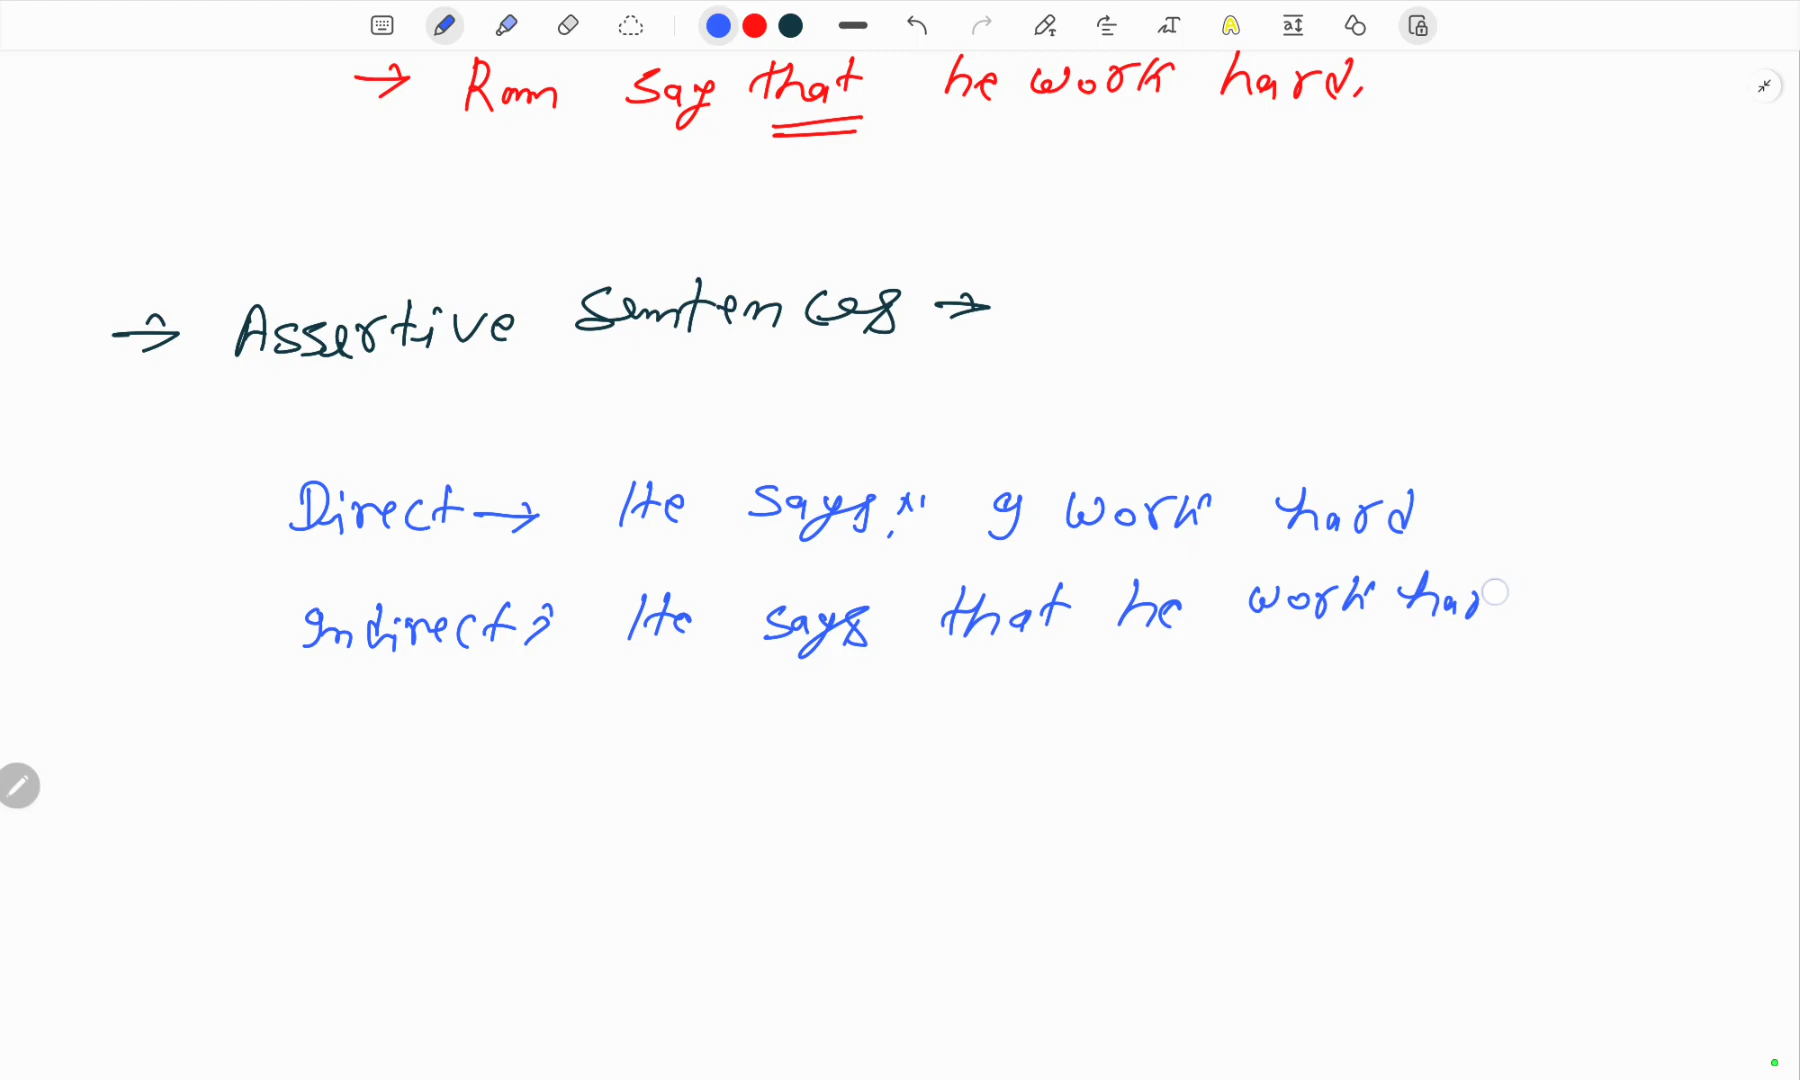 → Ram say that he work hard.
⇒ Assertive Sentences →
Direct → He says, " I work hard
Indirect → He says that he work har